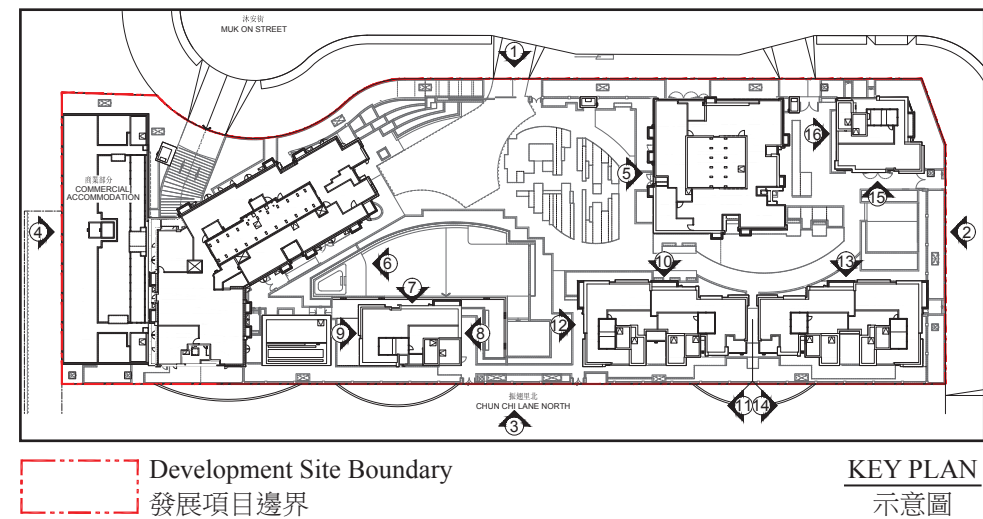 沐安街
MUK ON STREET
1
16
商業部分
COMMERCIAL
ACCOMMODATION
5
15
4
2
6
10
13
7
9
8
12
11
14
振翹里北
CHUN CHI LANE NORTH
3
Development Site Boundary
發展項目邊界
KEY PLAN
示意圖